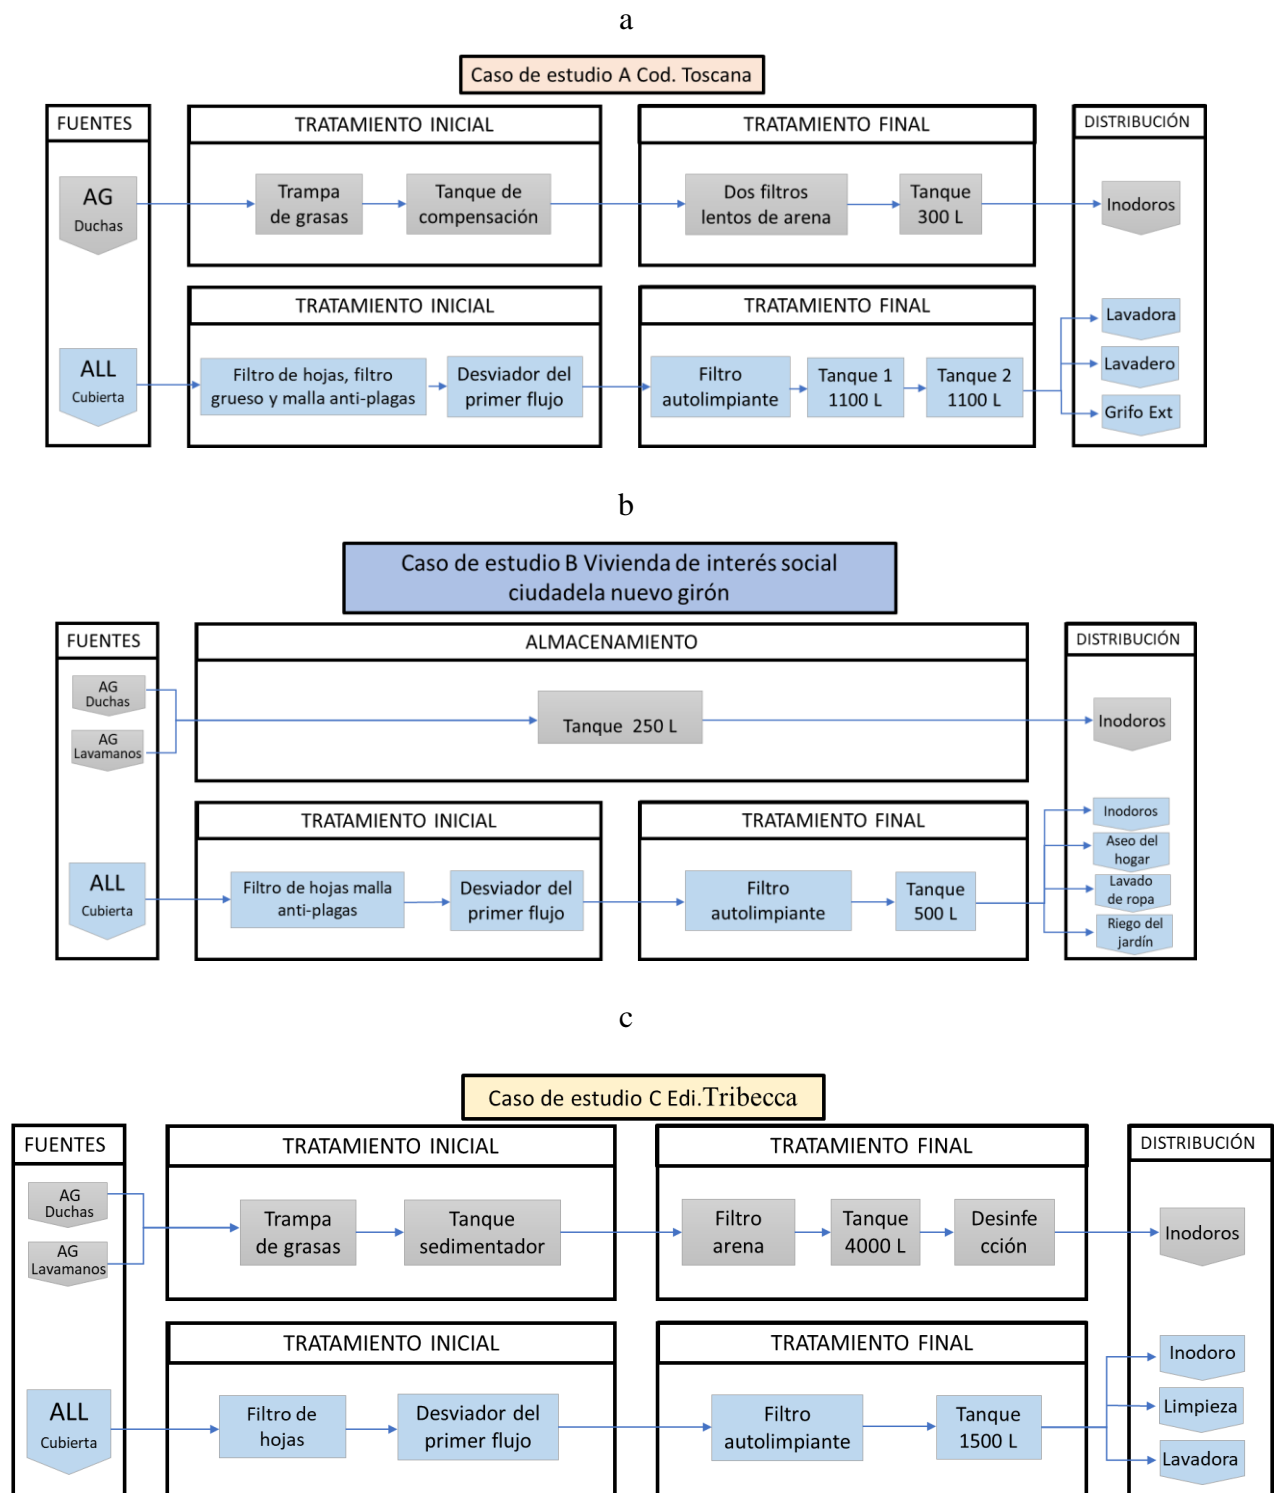 a
Caso de estudio A Cod. Toscana
FUENTES
TRATAMIENTO INICIAL
TRATAMIENTO FINAL
DISTRIBUCIÓN
AG
Duchas
Trampa
de grasas
Tanque de
compensación
Dos filtros
lentos de arena
Tanque
300 L
Inodoros
TRATAMIENTO INICIAL
TRATAMIENTO FINAL
ALL
Cubierta
Filtro de hojas, filtro
grueso y malla anti-plagas
Desviador del
primer flujo
Filtro
autolimpiante
Tanque 1
1100 L
Tanque 2
1100 L
Lavadora
Lavadero
Grifo Ext
b
Caso de estudio B Vivienda de interés social
ciudadela nuevo girón
FUENTES
ALMACENAMIENTO
DISTRIBUCIÓN
AG
Duchas
AG
Lavamanos
Tanque 250 L
Inodoros
TRATAMIENTO INICIAL
TRATAMIENTO FINAL
ALL
Cubierta
Filtro de hojas malla
anti-plagas
Desviador del
primer flujo
Filtro
autolimpiante
Tanque
500 L
Inodoros
Aseo del
hogar
Lavado
de ropa
Riego del
jardín
c
Caso de estudio C Edi.Tribecca
FUENTES
TRATAMIENTO INICIAL
TRATAMIENTO FINAL
DISTRIBUCIÓN
AG
Duchas
AG
Lavamanos
Trampa
de grasas
Tanque
sedimentador
Filtro
arena
Tanque
4000 L
Desinfe
cción
Inodoros
TRATAMIENTO INICIAL
TRATAMIENTO FINAL
ALL
Cubierta
Filtro de
hojas
Desviador del
primer flujo
Filtro
autolimpiante
Tanque
1500 L
Inodoro
Limpieza
Lavadora